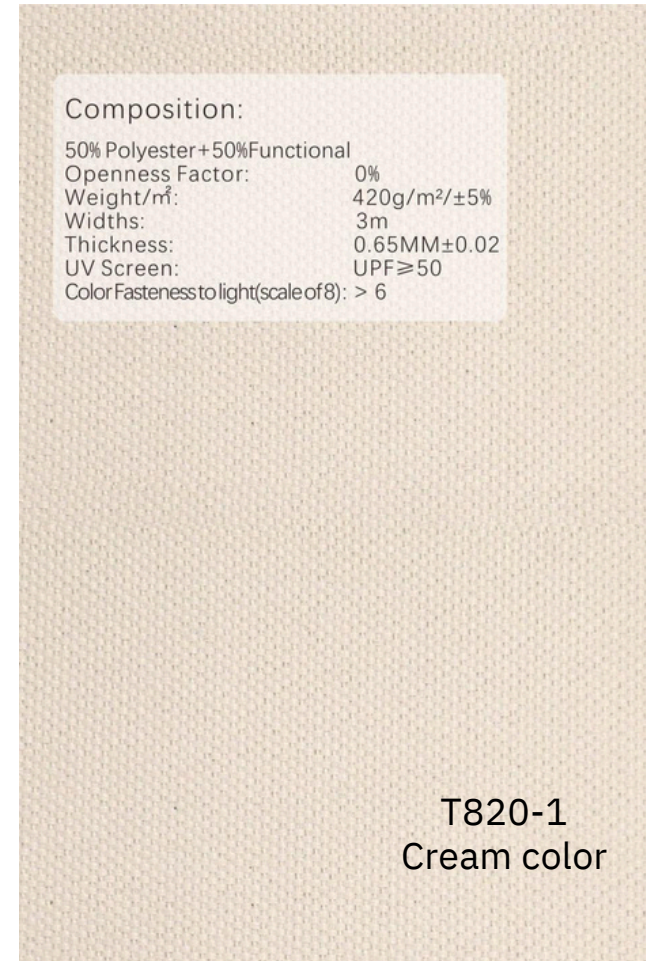 Composition:
50% Polyester+50%Functional
Openness Factor: 0%
Weight/㎡: 420g/m²/±5%
Widths: 3m
Thickness: 0.65MM±0.02
UV Screen: UPF≥50
Color Fasteness to light(scale of 8): > 6
T820-1
Cream color